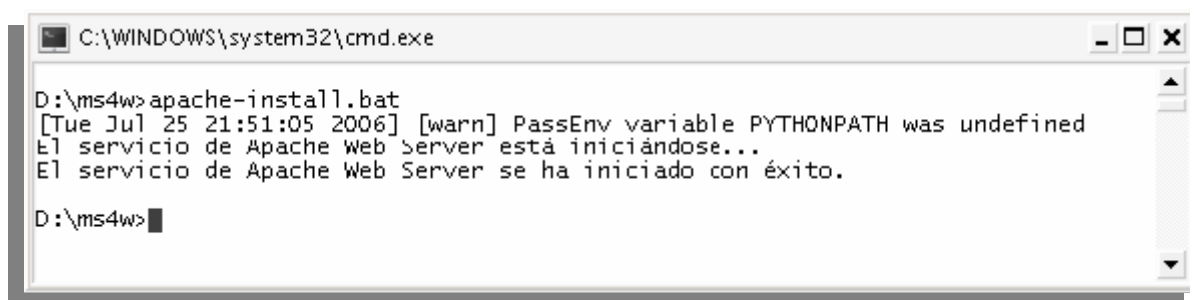 C:\WINDOWS\system32\cmd.exe
D:\ms4w>apache-install.bat
[Tue Jul 25 21:51:05 2006] [warn] PassEnv variable PYTHONPATH was undefined
El servicio de Apache Web Server está iniciándose...
El servicio de Apache Web Server se ha iniciado con éxito.
D:\ms4w>